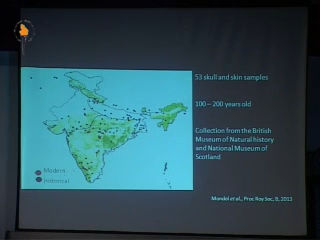 53 skull and skin samples
100 – 200 years old
Collection from the British
Museum of Natural history
and National Museum of
Scotland
Modern
Historical
Mondol et al., Proc Roy Soc, B, 2013